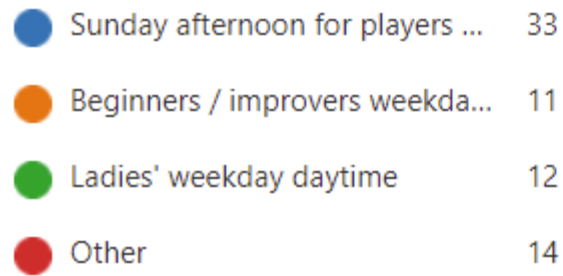 Sunday afternoon for players ... 33
Beginners / improvers weekda... 11
Ladies' weekday daytime 12
Other 14